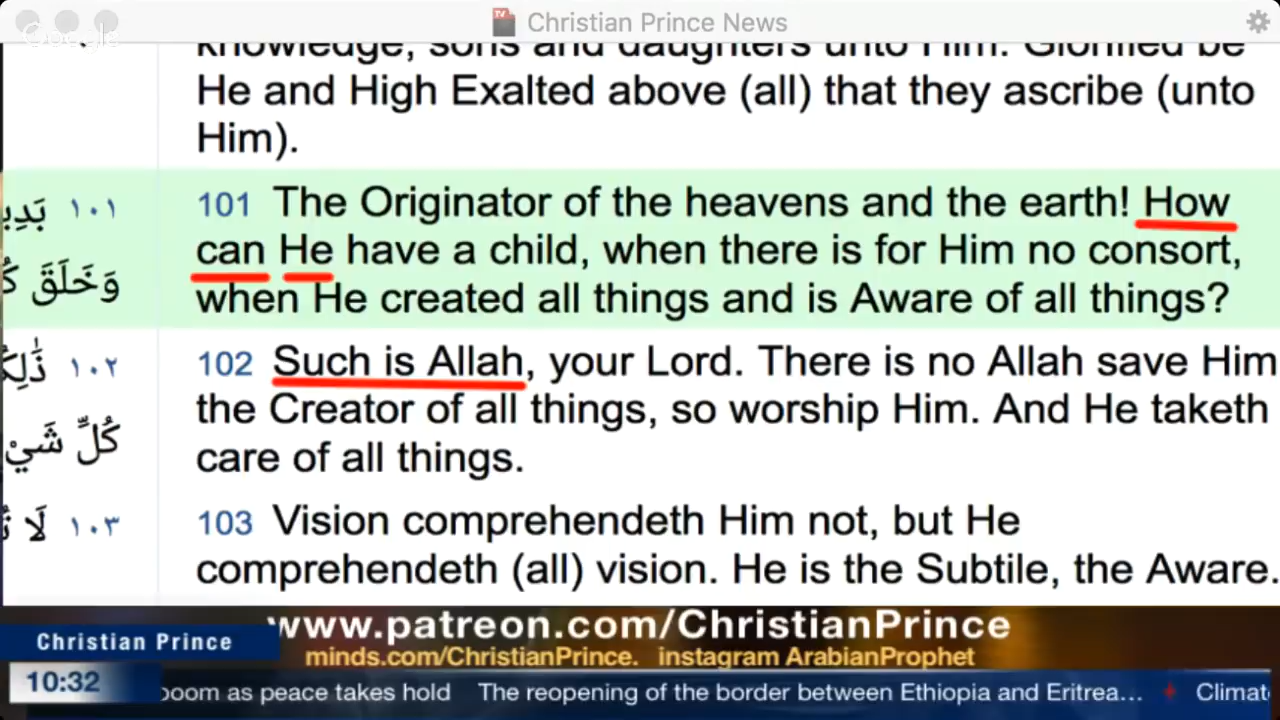 Christian Prince News
Google
knowledge, sons and daughters unto Him. Glorified be
He and High Exalted above (all) that they ascribe (unto
Him).
101 The Originator of the heavens and the earth! How
can He have a child, when there is for Him no consort,
when He created all things and is Aware of all things?
١٠١
وَخَلَقَ
102 Such is Allah, your Lord. There is no Allah save Him
the Creator of all things, so worship Him. And He taketh
care of all things.
١٠٢
كُلِّ
103 Vision comprehendeth Him not, but He
comprehendeth (all) vision. He is the Subtile, the Aware.
١٠٣ لَا
www.patreon.com/ChristianPrince
minds.com/ChristianPrince. instagram ArabianProphet
Christian Prince
10:32
as peace takes hold The reopening of the border between Ethiopia and Eritrea...